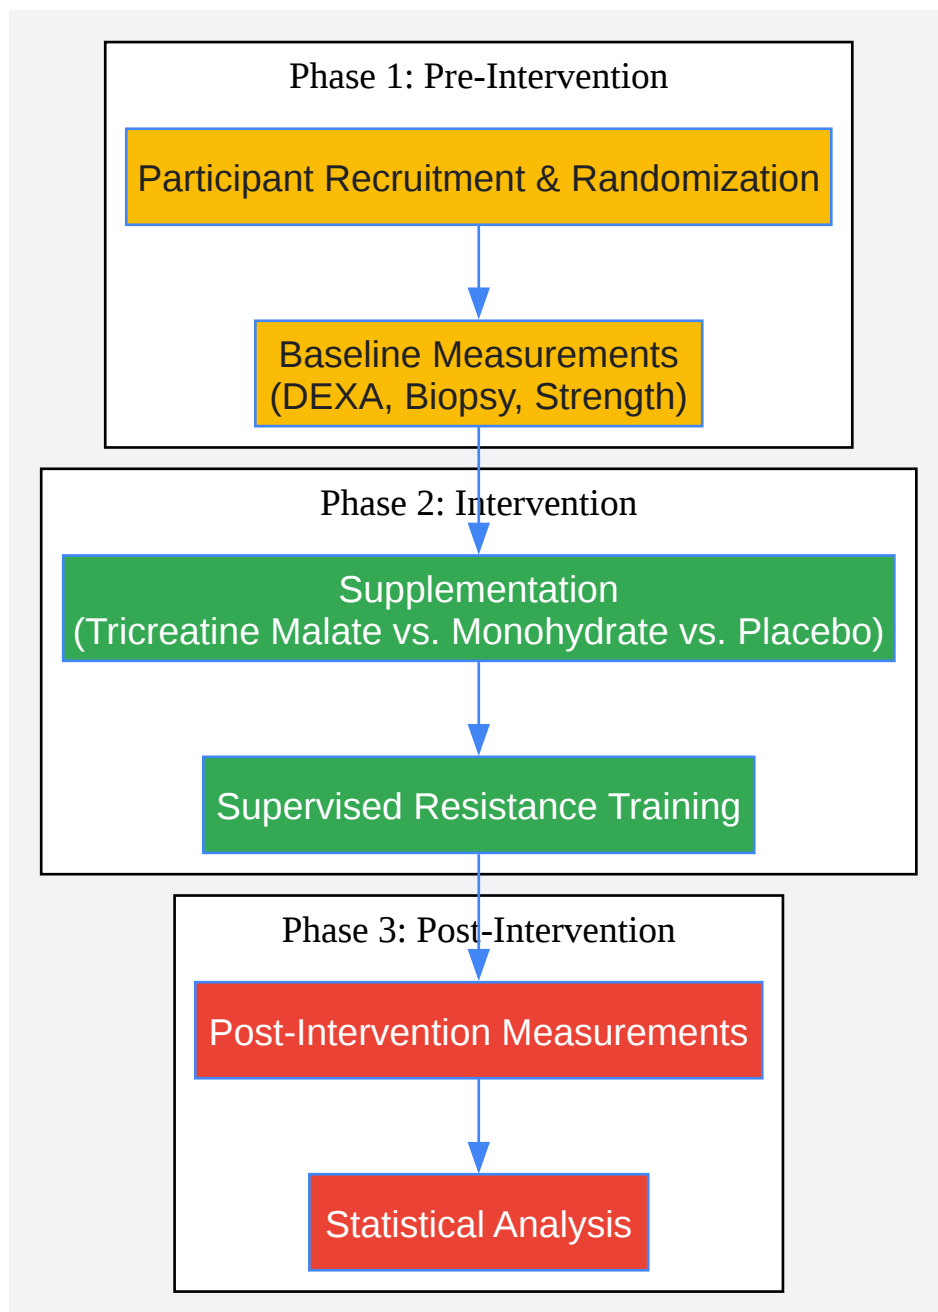 Phase 1: Pre-Intervention
Participant Recruitment & Randomization
Baseline Measurements
(DEXA, Biopsy, Strength)
Phase 2: Intervention
Supplementation
(Tricreatine Malate vs. Monohydrate vs. Placebo)
Supervised Resistance Training
Phase 3: Post-Intervention
Post-Intervention Measurements
Statistical Analysis